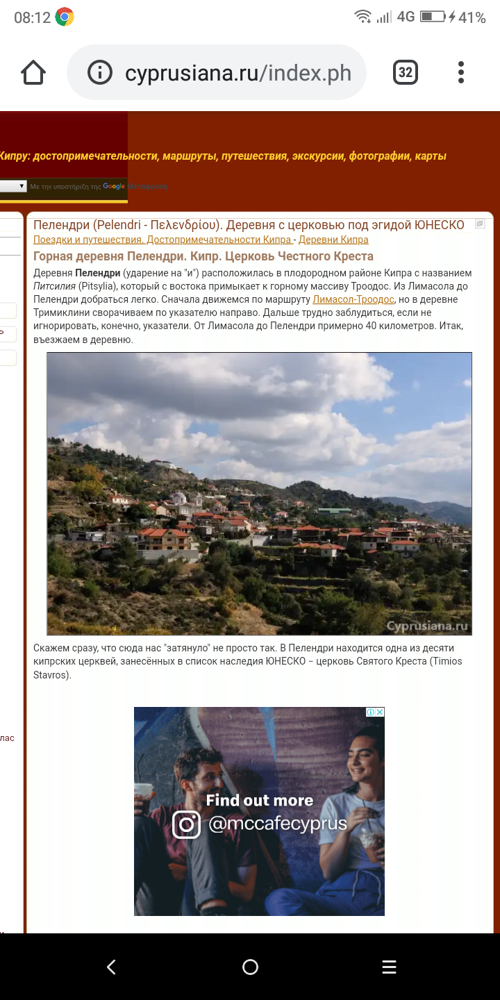 08:12
4G
41%
cyprusiana.ru/index.ph
32
Кипру: достопримечательности, маршруты, путешествия, экскурсии, фотографии, карты
Με την υποστήριξη της Google Μετάφραση
Пелендри (Pelendri - Πελενδρίου). Деревня с церковью под эгидой ЮНЕСКО
Поездки и путешествия. Достопримечательности Кипра - Деревни Кипра
Горная деревня Пелендри. Кипр. Церковь Честного Креста
Деревня Пелендри (ударение на "и") расположилась в плодородном районе Кипра с названием
Питсилия (Pitsylia), который с востока примыкает к горному массиву Троодос. Из Лимасола до
Пелендри добраться легко. Сначала движемся по маршруту Лимасол-Троодос, но в деревне
Тримиклини сворачиваем по указателю направо. Дальше трудно заблудиться, если не
игнорировать, конечно, указатели. От Лимасола до Пелендри примерно 40 километров. Итак,
въезжаем в деревню.
Cyprusiana.ru
Скажем сразу, что сюда нас "затянуло" не просто так. В Пелендри находится одна из десяти
кипрских церквей, занесённых в список наследия ЮНЕСКО – церковь Святого Креста (Timios
Stavros).
лас
Find out more
@mccafecyprus